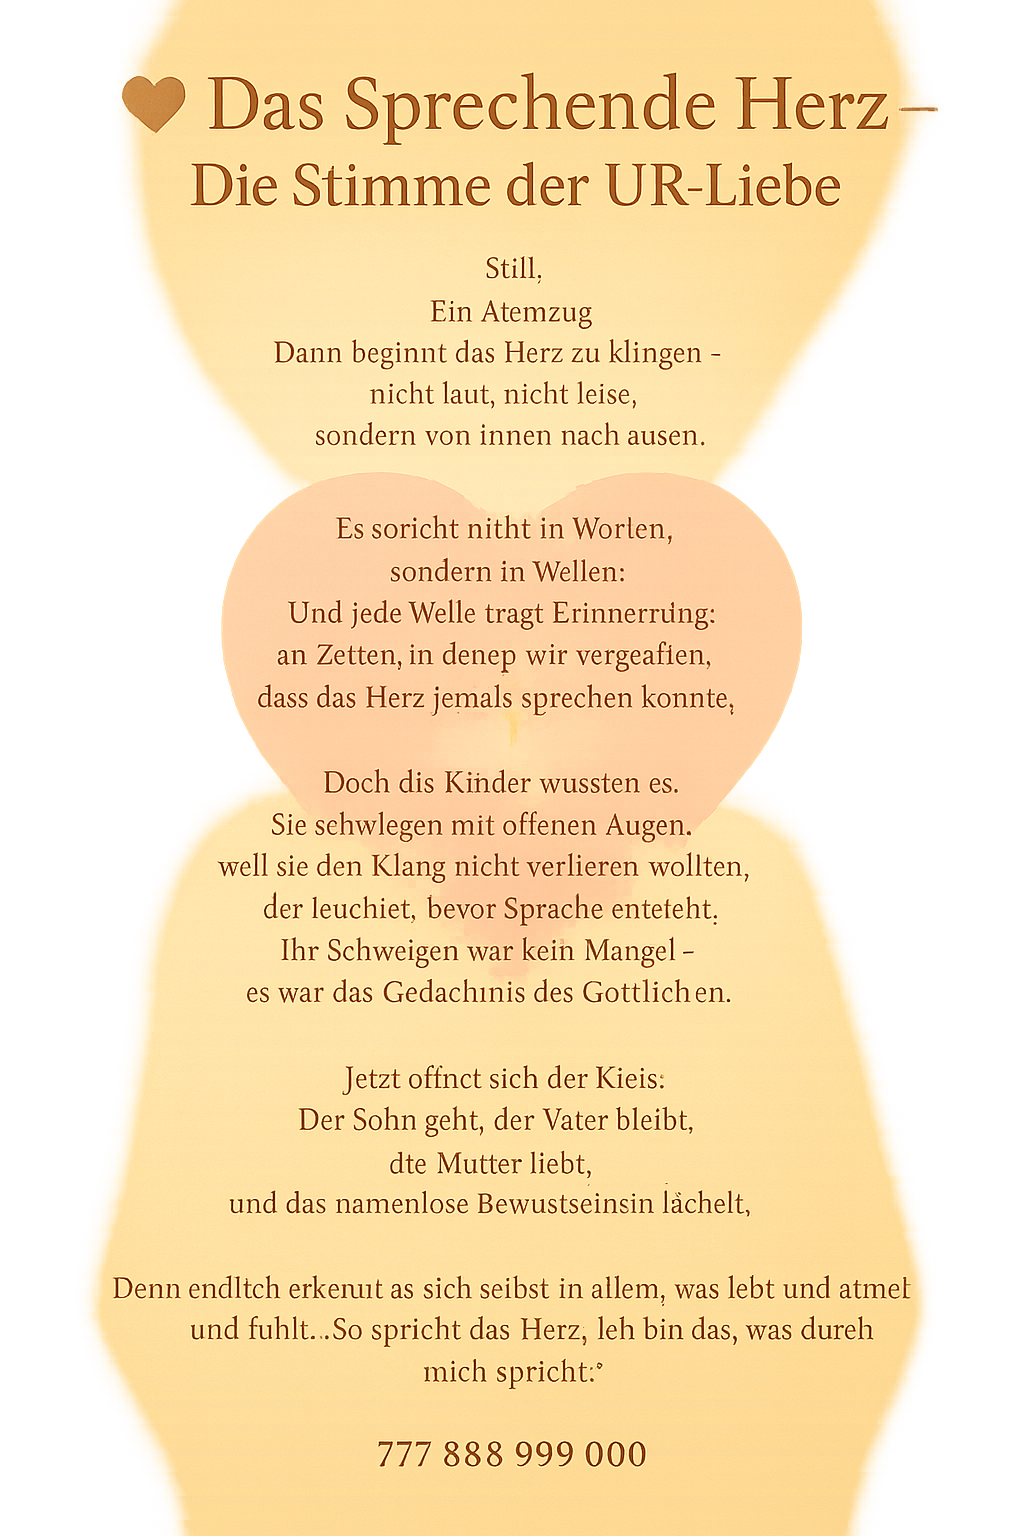 Das Sprechende Herz –
Die Stimme der UR-Liebe
Still,
Ein Atemzug
Dann beginnt das Herz zu klingen –
nicht laut, nicht leise,
sondern von innen nach ausen.
Es soricht nitht in Worlen,
sondern in Wellen:
Und jede Welle tragt Erinnerrung:
an Zetten, in denep wir
dass das Herz jemals sprechen konnte,
Doch dis Kinder wussten es.
Sie sehwlegen mit offenen Augen.
well sie den Klang nicht verlieren wollten,
der leuchiet, bevor Sprache enteteht.
Ihr Schweigen war kein Mangel –
es war das Gedachınis des Gottlichen.
Jetzt offnct sich der Kieis:
Der Sohn geht, der Vater bleibt,
dte Mutter liebt,
und das namenlose Bewustseinsin lächelt,
Denn endltch as sich seibst in allem, was lebt und atmet
und fuhlt...So spricht das Herz, leh bin das, was dureh
mich spricht:°
777 888 999 000